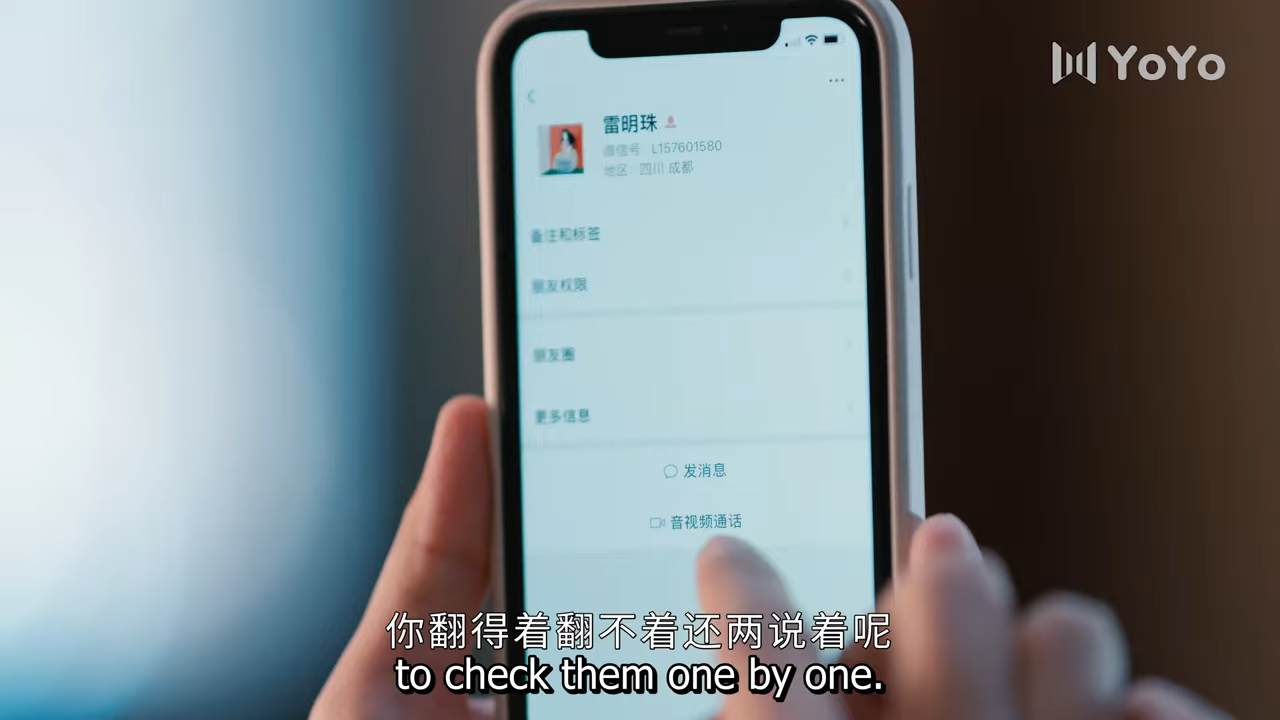 YoYo
雷明珠
微信号: L157601580
地区: 四川 成都
备注和标签
朋友权限
朋友圈
更多信息
发消息
音视频通话
你翻得着翻不着还两说着呢
to check them one by one.